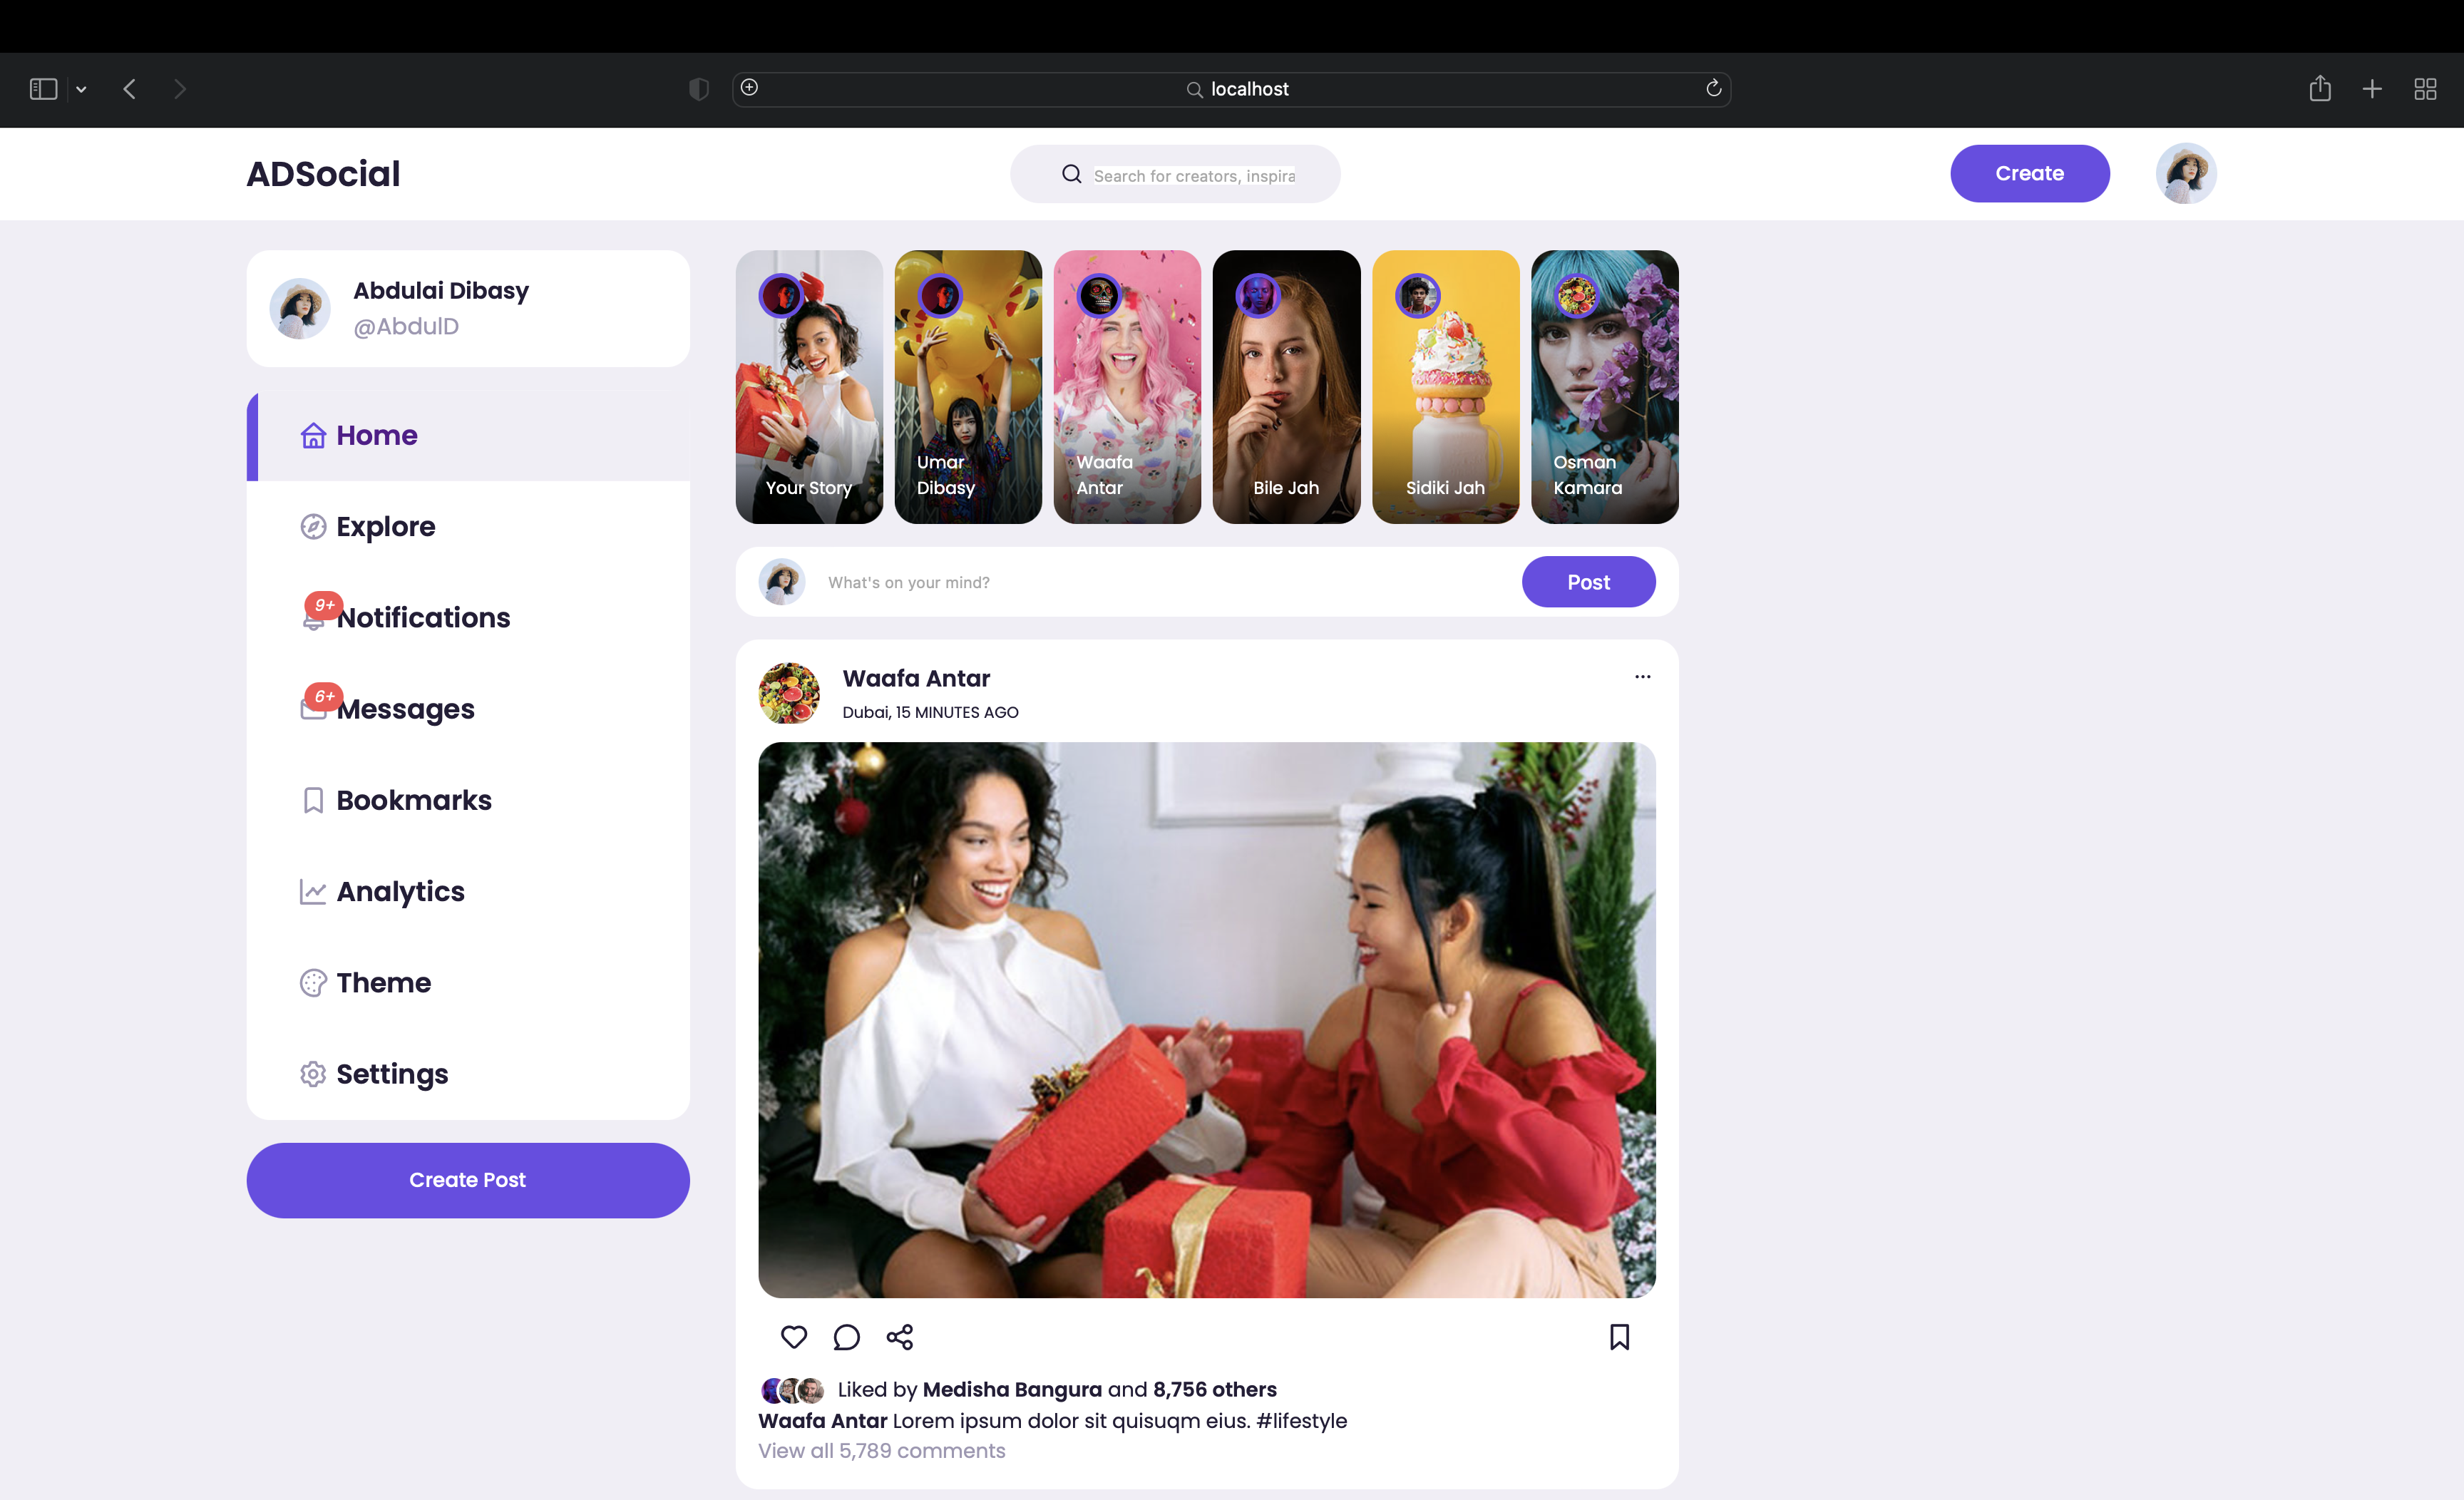 localhost
ADSocial
Search for creators, inspira
Create
Abdulai Dibasy
@AbdulD
Home
Explore
9+
Notifications
6+
Messages
Bookmarks
Analytics
Theme
Settings
Create Post
Your Story
Umar
Dibasy
Waafa
Antar
Bile Jah
Sidiki Jah
Osman
Kamara
What's on your mind?
Post
Waafa Antar
Dubai, 15 MINUTES AGO
Liked by Medisha Bangura and 8,756 others
Waafa Antar Lorem ipsum dolor sit quisuqm eius. #lifestyle
View all 5,789 comments